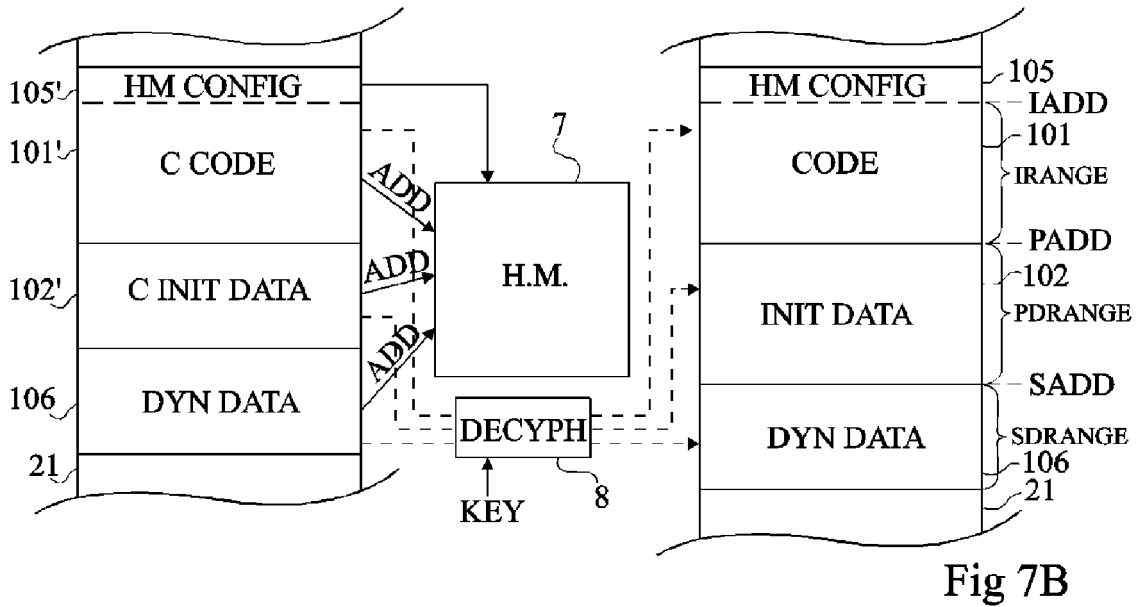 105'
HM CONFIG
101'
C CODE
ADD
102'
C INIT DATA
ADD
ADD
106
DYN DATA
21
7
H.M.
DECYPH
8
KEY
HM CONFIG
105
IADD
101
CODE
IRANGE
PADD
102
INIT DATA
PDRANGE
SADD
DYN DATA
SDRANGE
106
21
Fig 7B